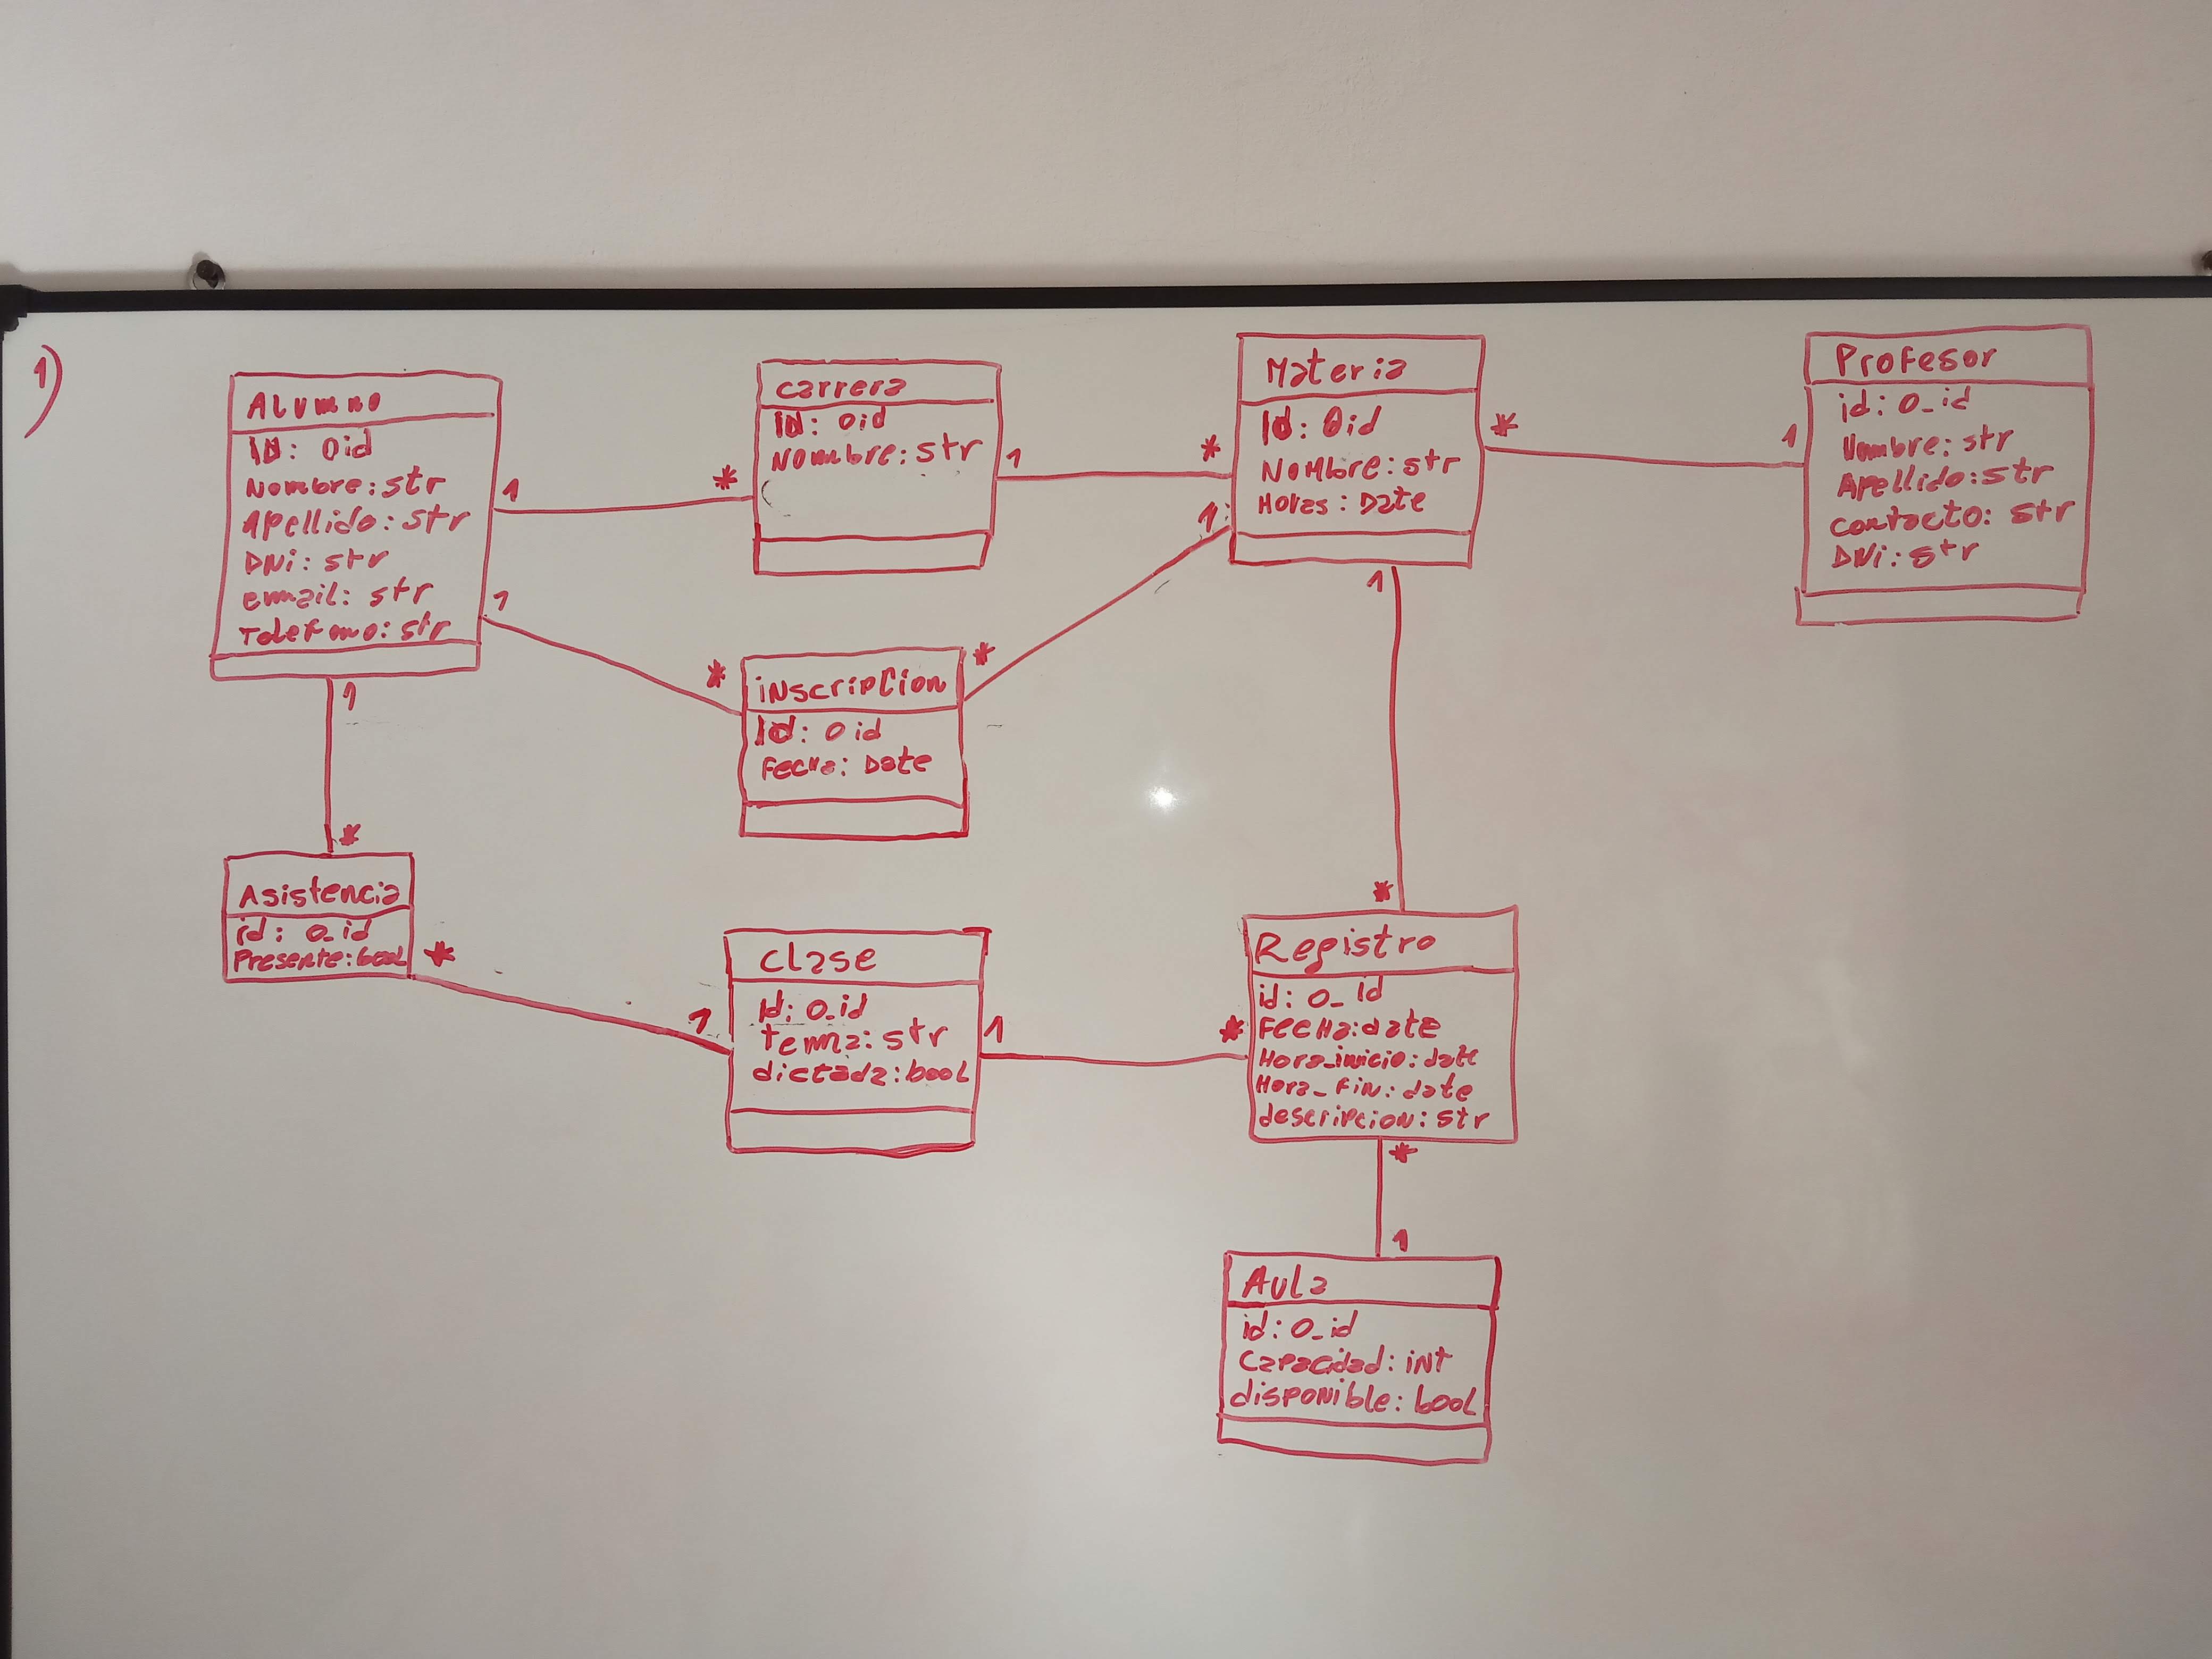 1)
Alumno
Id: Oid
Nombre: str
Apellido: str
DNi: str
email: str
Telefono: str
1
*
1
*
1
*
carrera
Id: Oid
Nombre: str
1
*
Materia
Id: Oid
NoMbre: str
Horas: Date
*
1
1
1
Profesor
id: O_id
Nombre: str
Apellido: str
contacto: str
DNi: str
inscripcion
Id: Oid
Fecha: Date
*
Asistencia
id: O_id
Presente: bool
*
1
clase
Id: O_id
tema: str
dictada: bool
1
*
*
Registro
id: O_Id
FecHa: date
Hora_inicio: date
Hora_Fin: date
descripcion: str
*
1
Aula
id: O_id
Capacidad: int
disponible: bool